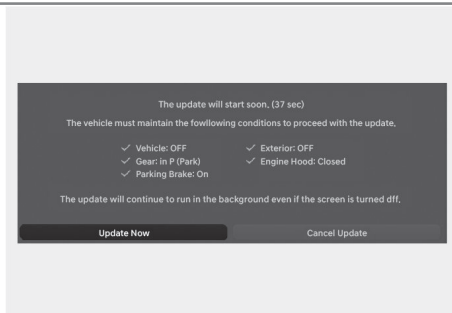 The update will start soon, (37 sec)
The vehicle must maintain the fowllowing conditions to proceed with the update,
✓ Vehicle: OFF ✓ Exterior: OFF
✓ Gear: in P (Park) ✓ Engine Hood: Closed
✓ Parking Brake: On
The update will continue to run in the background even if the screen is turned dff,
Update Now Cancel Update